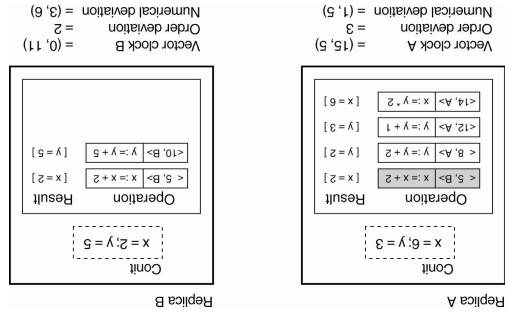 Replica A
Conit
x = 6; y = 3
Operation Result
< 5, B> x := x + 2 [ x = 2 ]
< 8, A> y := y + 2 [ y = 2 ]
<12, A> y := y + 1 [ y = 3 ]
<14, A> x := y * 2 [ x = 6 ]
Vector clock A = (15, 5)
Order deviation = 3
Numerical deviation = (1, 5)
Replica B
Conit
x = 2; y = 5
Operation Result
< 5, B> x := x + 2 [ x = 2 ]
<10, B> y := y + 5 [ y = 5 ]
Vector clock B = (0, 11)
Order deviation = 2
Numerical deviation = (3, 6)